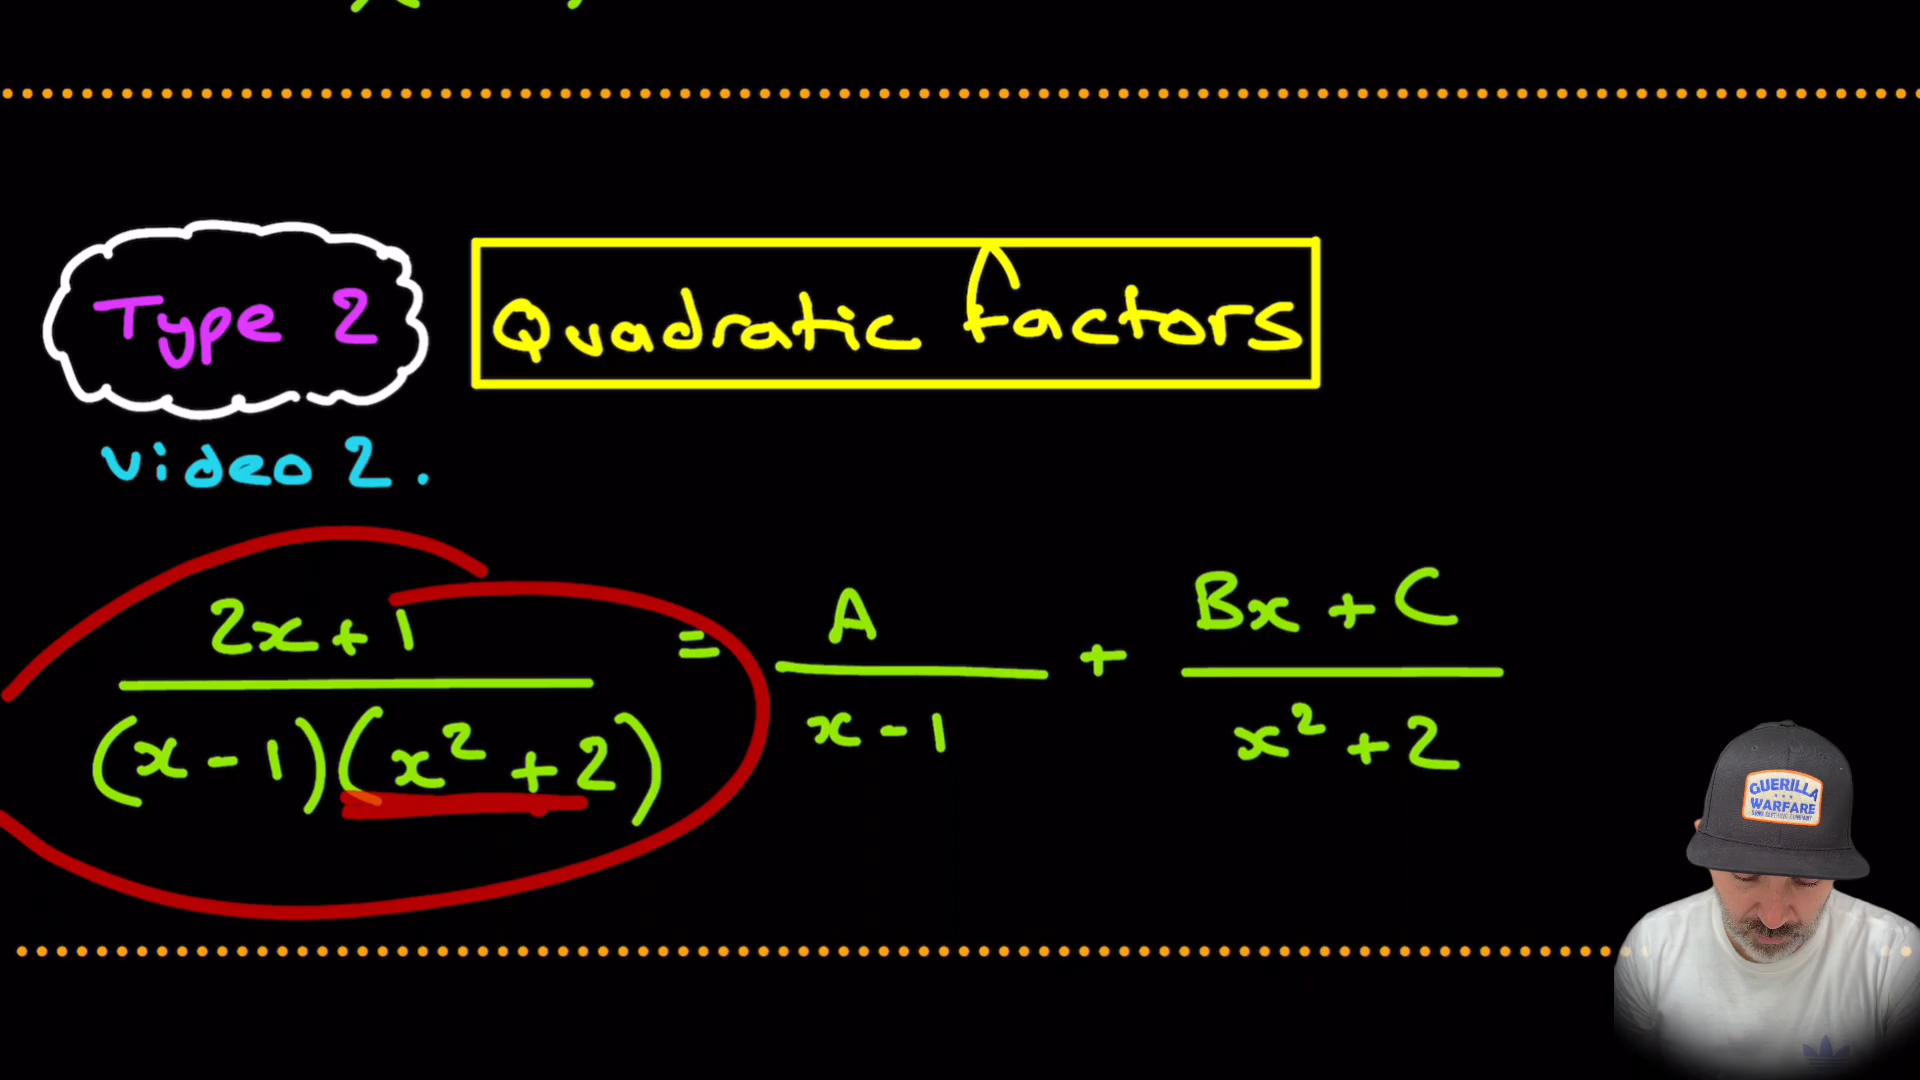 Type 2
Quadratic factors
video 2.
2x+1
(x-1)(x²+2)
=
A
x-1
+
Bx+C
x²+2
GUERILLA
WARFARE